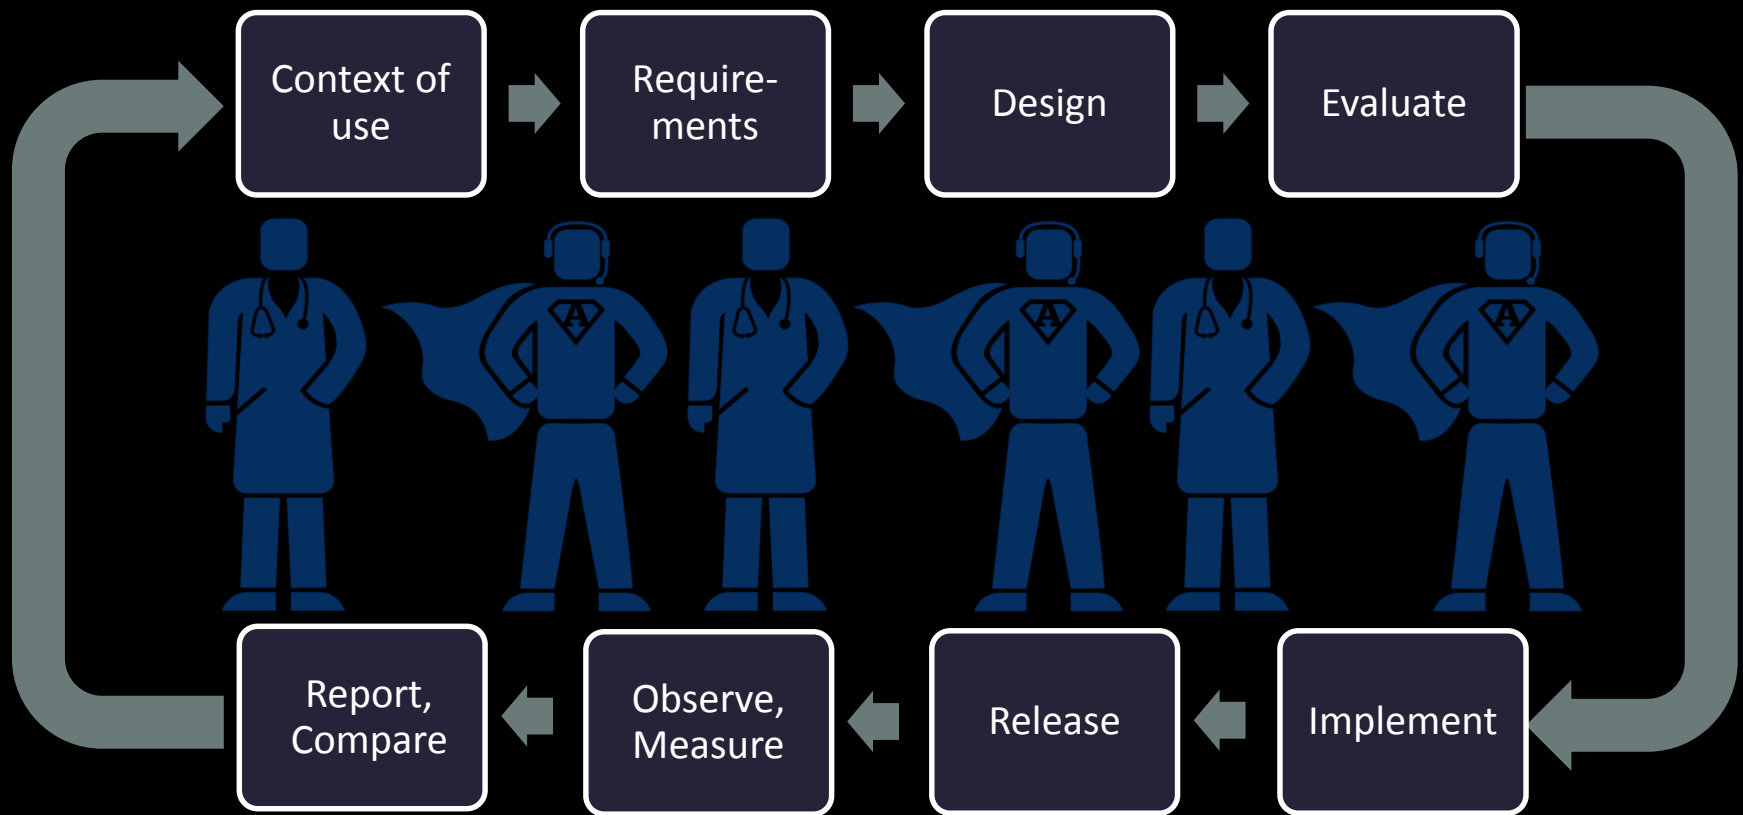 Context of
use
Require-
ments
Design
Evaluate
A
A
A
Report,
Compare
Observe,
Measure
Release
Implement